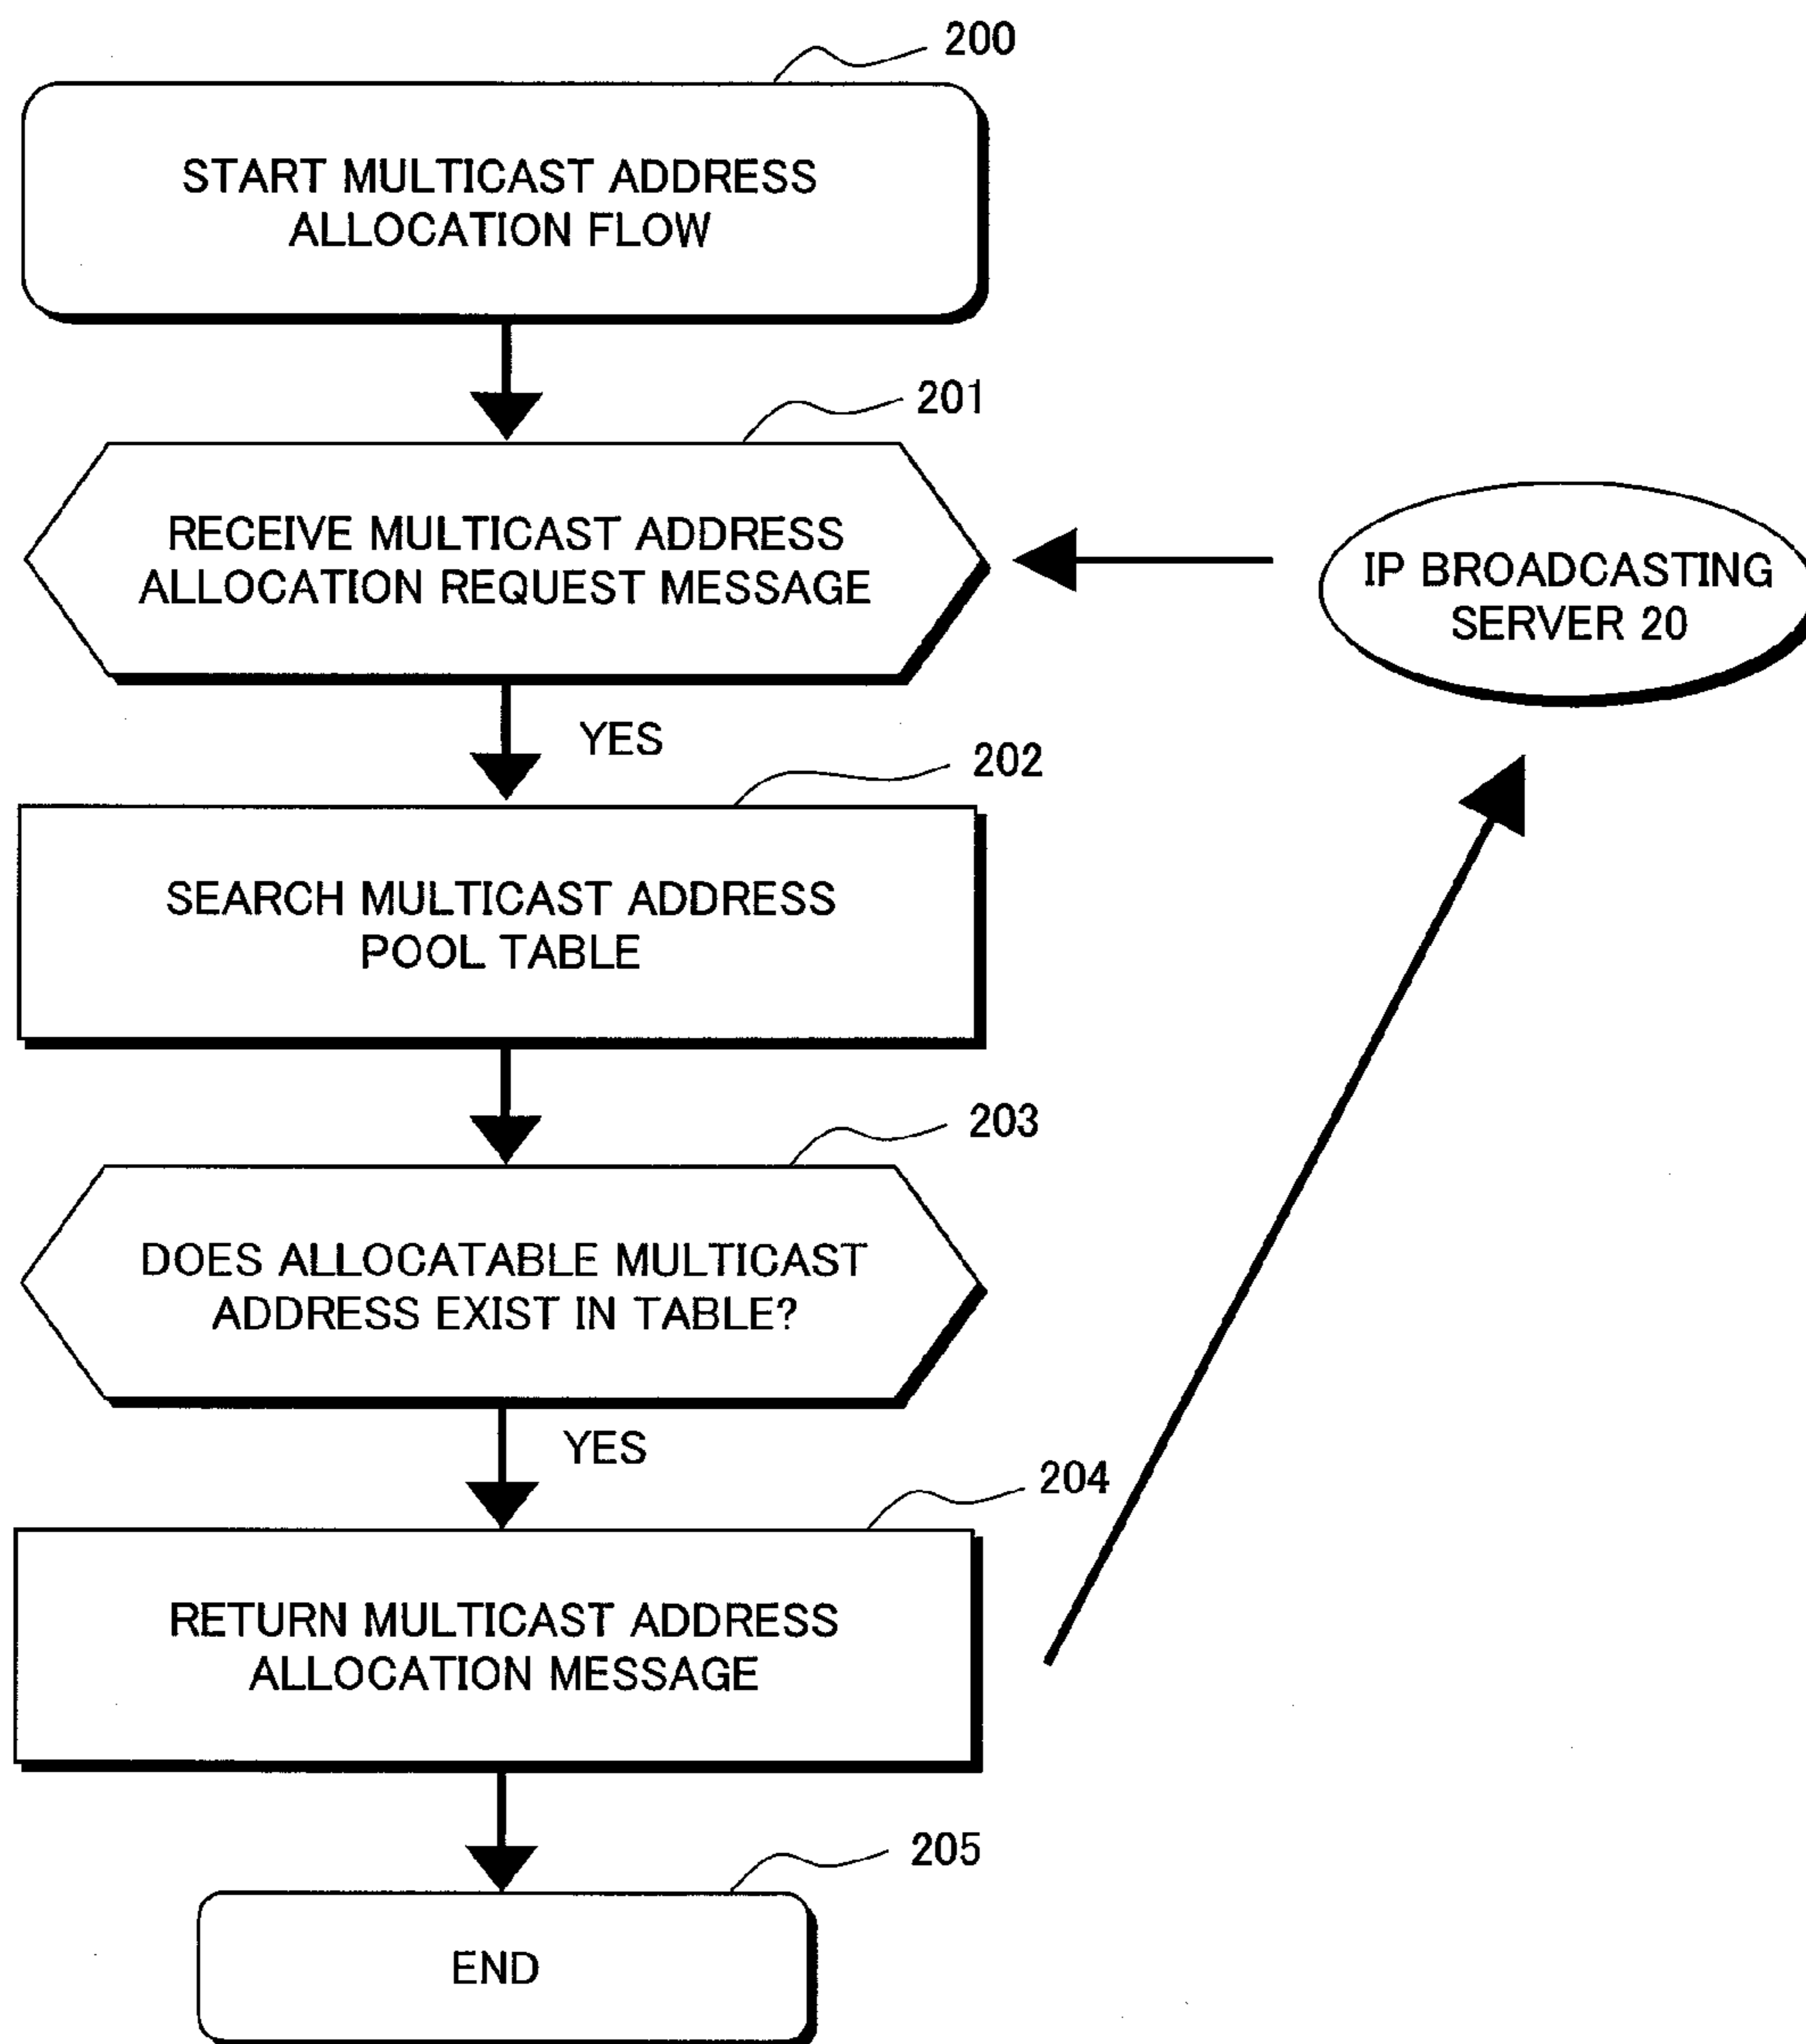 200
START MULTICAST ADDRESS
ALLOCATION FLOW
201
RECEIVE MULTICAST ADDRESS
ALLOCATION REQUEST MESSAGE
IP BROADCASTING
SERVER 20
YES
202
SEARCH MULTICAST ADDRESS
POOL TABLE
203
DOES ALLOCATABLE MULTICAST
ADDRESS EXIST IN TABLE?
YES
204
RETURN MULTICAST ADDRESS
ALLOCATION MESSAGE
205
END